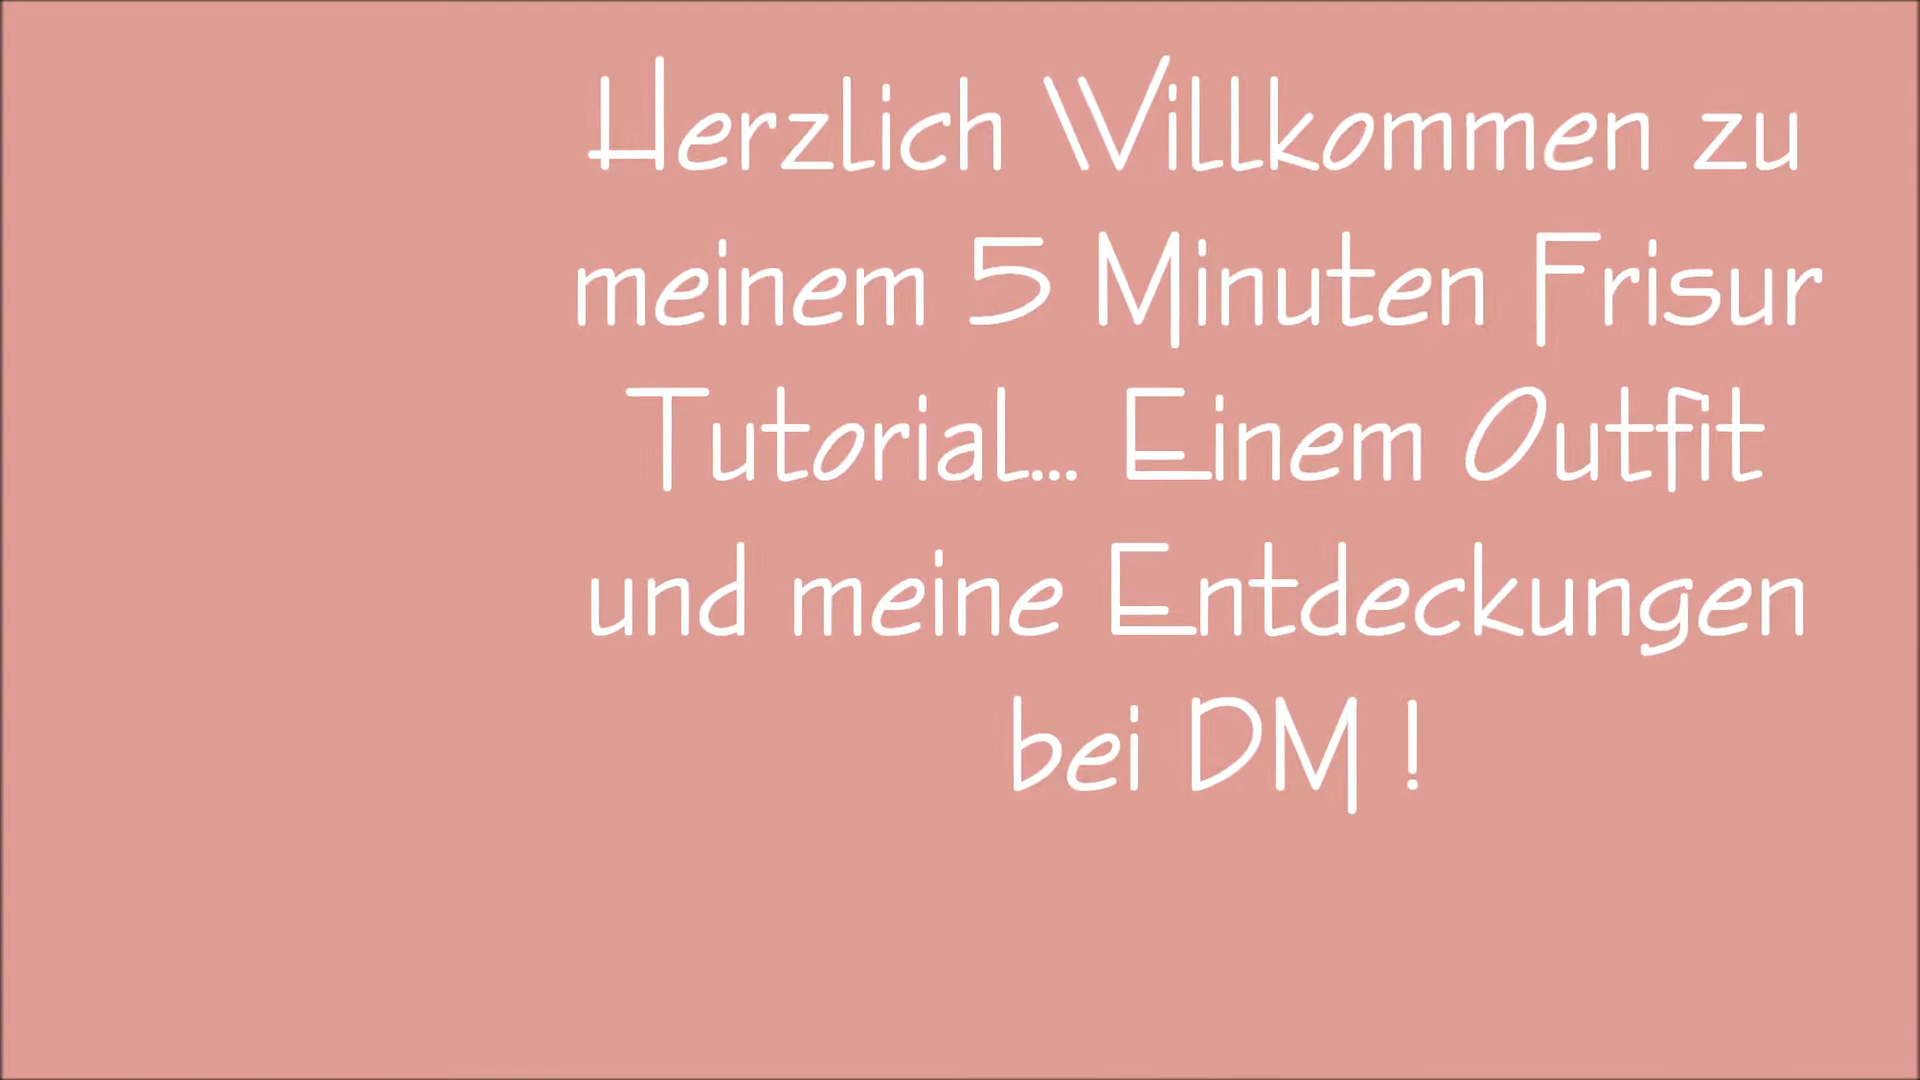 Herzlich Willkommen zu
meinem 5 Minuten Frisur
Tutorial... Einem Outfit
und meine Entdeckungen
bei DM !